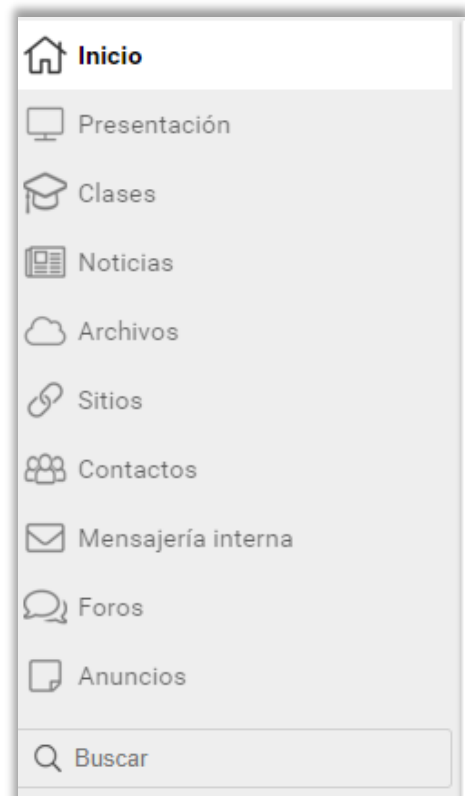 Inicio
Presentación
Clases
Noticias
Archivos
Sitios
Contactos
Mensajería interna
Foros
Anuncios
Buscar